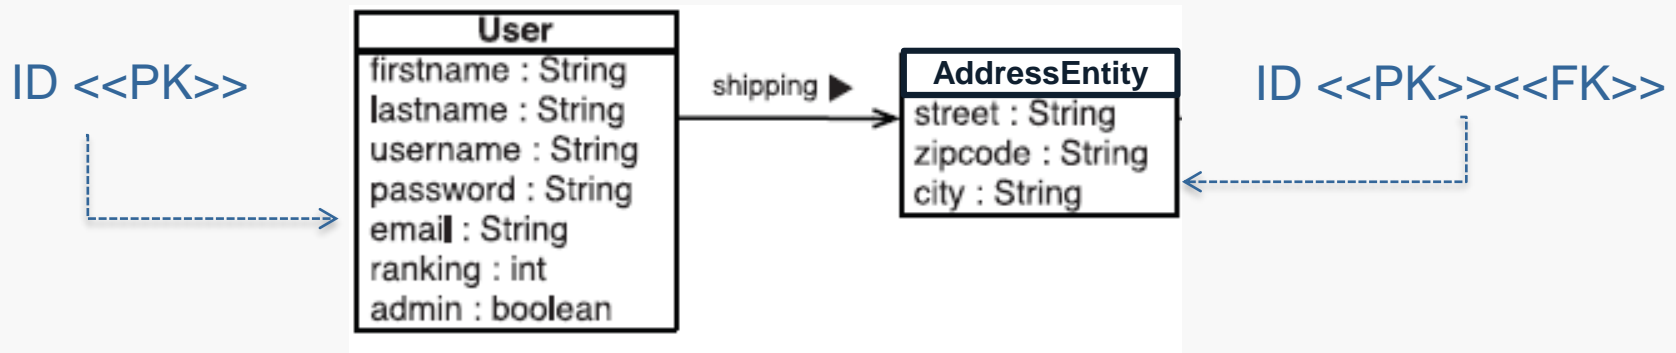 ID <<PK>>
User
firstname : String
lastname : String
username : String
password : String
email : String
ranking : int
admin : boolean
shipping ▶
AddressEntity
street : String
zipcode : String
city : String
ID <<PK>><<FK>>